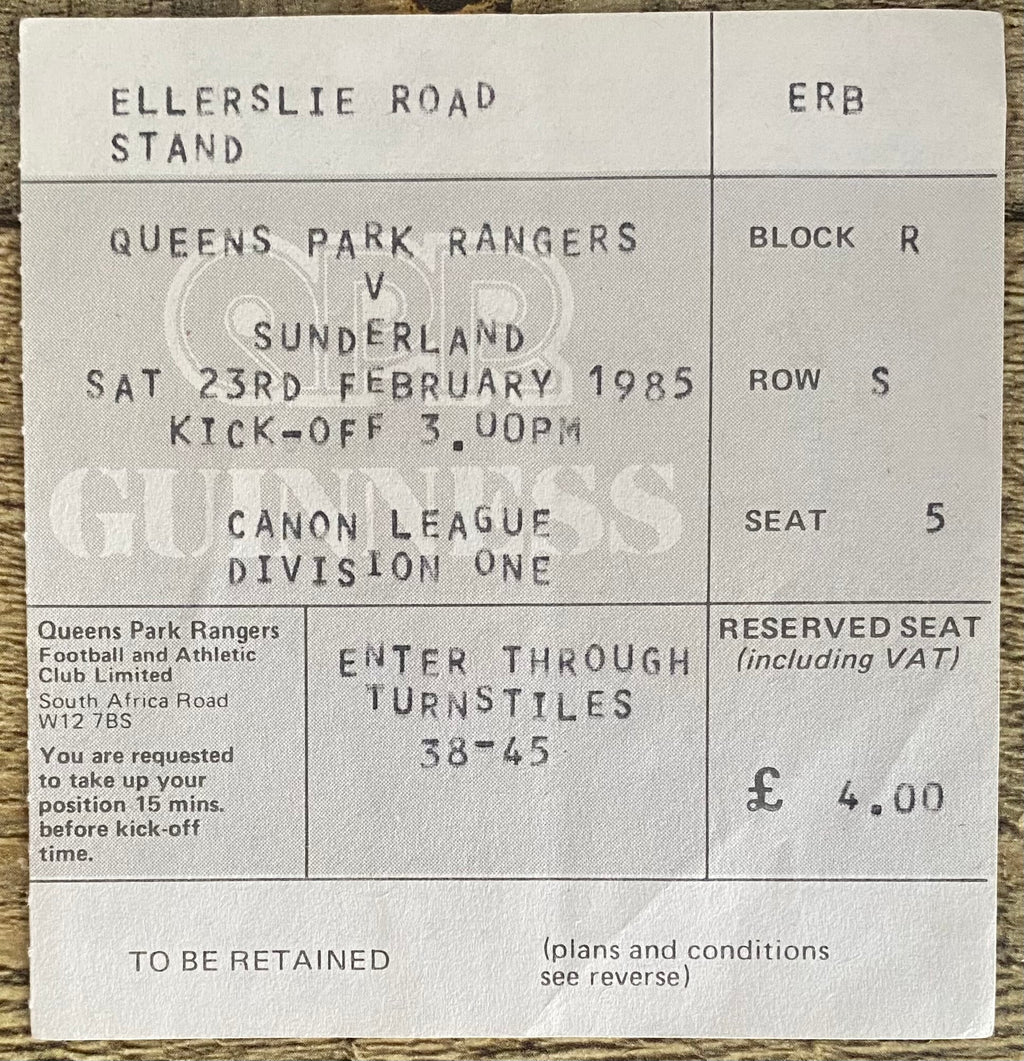 ELLERSLIE ROAD
STAND
ERB
QPR
GUINNESS
QUEENS PARK RANGERS
V
SUNDERLAND
SAT 23RD FEBRUARY 1985
KICK-OFF 3.00PM
CANON LEAGUE
DIVISION ONE
BLOCK R
ROW S
SEAT 5
Queens Park Rangers
Football and Athletic
Club Limited
South Africa Road
W12 7BS
You are requested
to take up your
position 15 mins.
before kick-off
time.
ENTER THROUGH
TURNSTILES
38-45
RESERVED SEAT
(including VAT)
£ 4.00
TO BE RETAINED
(plans and conditions
see reverse)